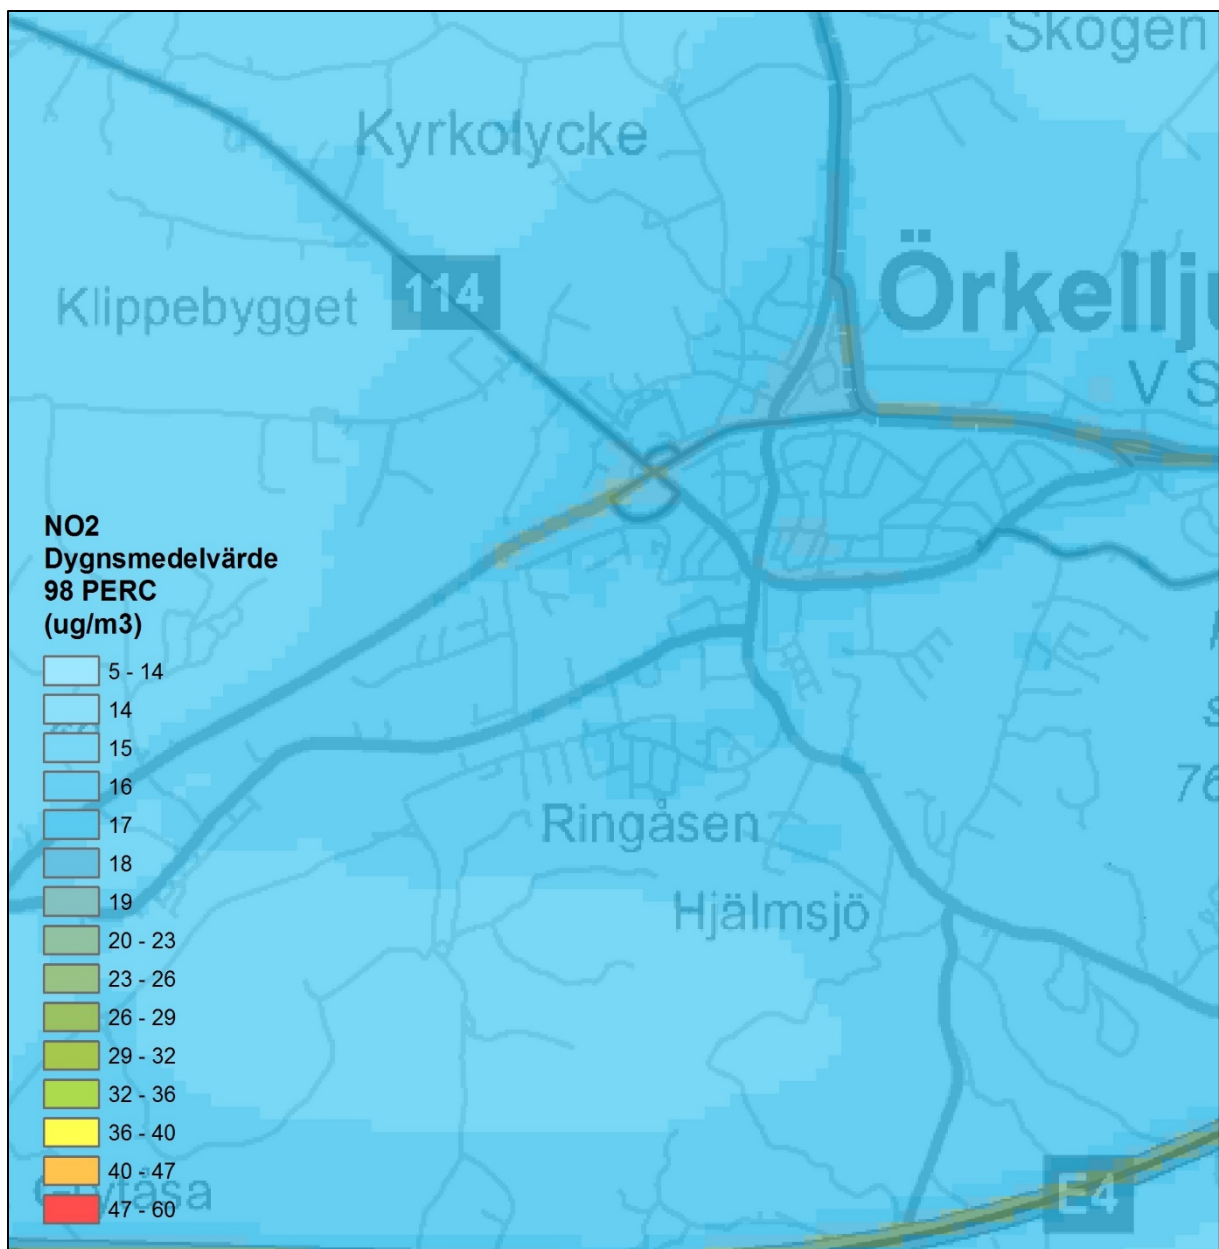 Skogen
Kyrkolycke
Örkellju
Klippebygget
114
V S
NO2
Dygnsmedelvärde
98 PERC
(ug/m3)
5 - 14
14
15
16
17
18
19
20 - 23
23 - 26
26 - 29
29 - 32
32 - 36
36 - 40
40 - 47
47 - 60
76
Ringåsen
Hjälmsjö
E4